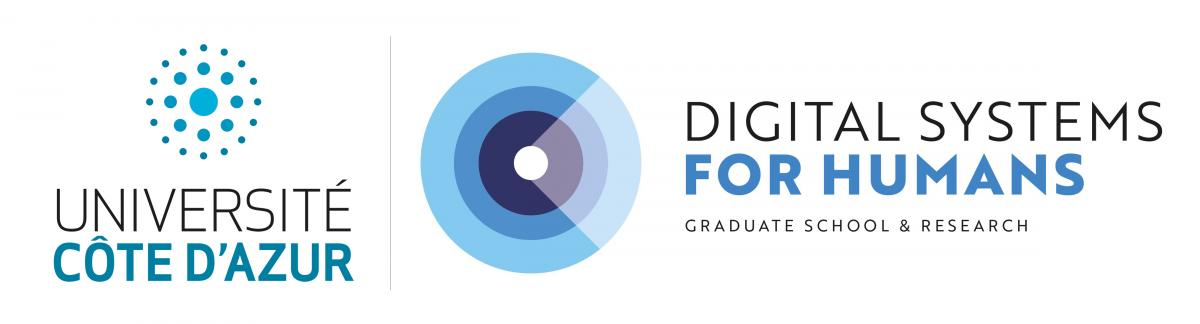 UNIVERSITÉ
CÔTE D'AZUR
DIGITAL SYSTEMS
FOR HUMANS
GRADUATE SCHOOL & RESEARCH